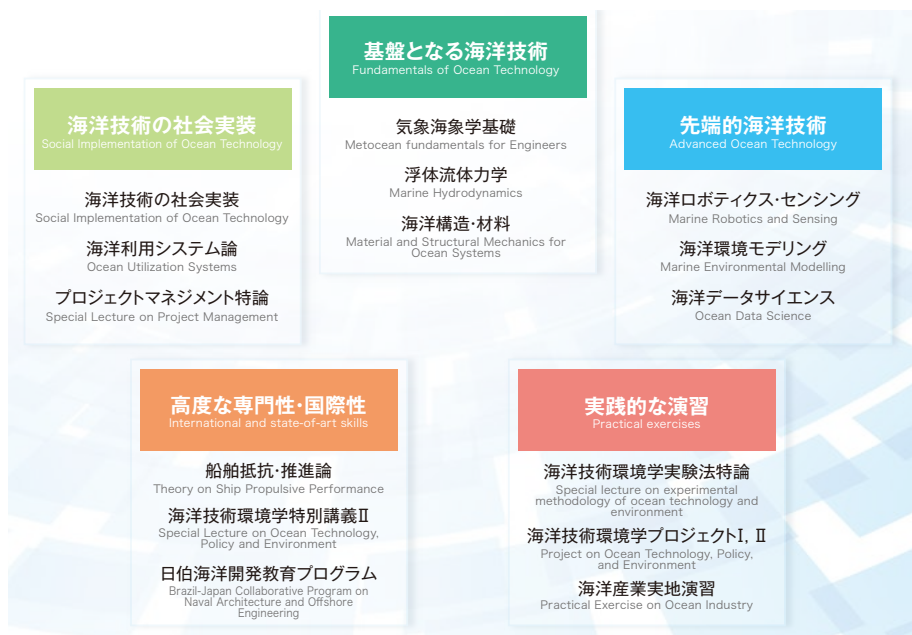 基盤となる海洋技術
Fundamentals of Ocean Technology
気象海象学基礎
Metocean fundamentals for Engineers
浮体流体力学
Marine Hydrodynamics
海洋構造・材料
Material and Structural Mechanics for
Ocean Systems
海洋技術の社会実装
Social Implementation of Ocean Technology
海洋技術の社会実装
Social Implementation of Ocean Technology
海洋利用システム論
Ocean Utilization Systems
プロジェクトマネジメント特論
Special Lecture on Project Management
先端的海洋技術
Advanced Ocean Technology
海洋ロボティクス・センシング
Marine Robotics and Sensing
海洋環境モデリング
Marine Environmental Modelling
海洋データサイエンス
Ocean Data Science
高度な専門性・国際性
International and state-of-art skills
船舶抵抗・推進論
Theory on Ship Propulsive Performance
海洋技術環境学特別講義Ⅱ
Special Lecture on Ocean Technology,
Policy and Environment
日伯海洋開発教育プログラム
Brazil-Japan Collaborative Program on
Naval Architecture and Offshore
Engineering
実践的な演習
Practical exercises
海洋技術環境学実験法特論
Special lecture on experimental
methodology of ocean technology and
environment
海洋技術環境学プロジェクトⅠ, Ⅱ
Project on Ocean Technology, Policy,
and Environment
海洋産業実地演習
Practical Exercise on Ocean Industry